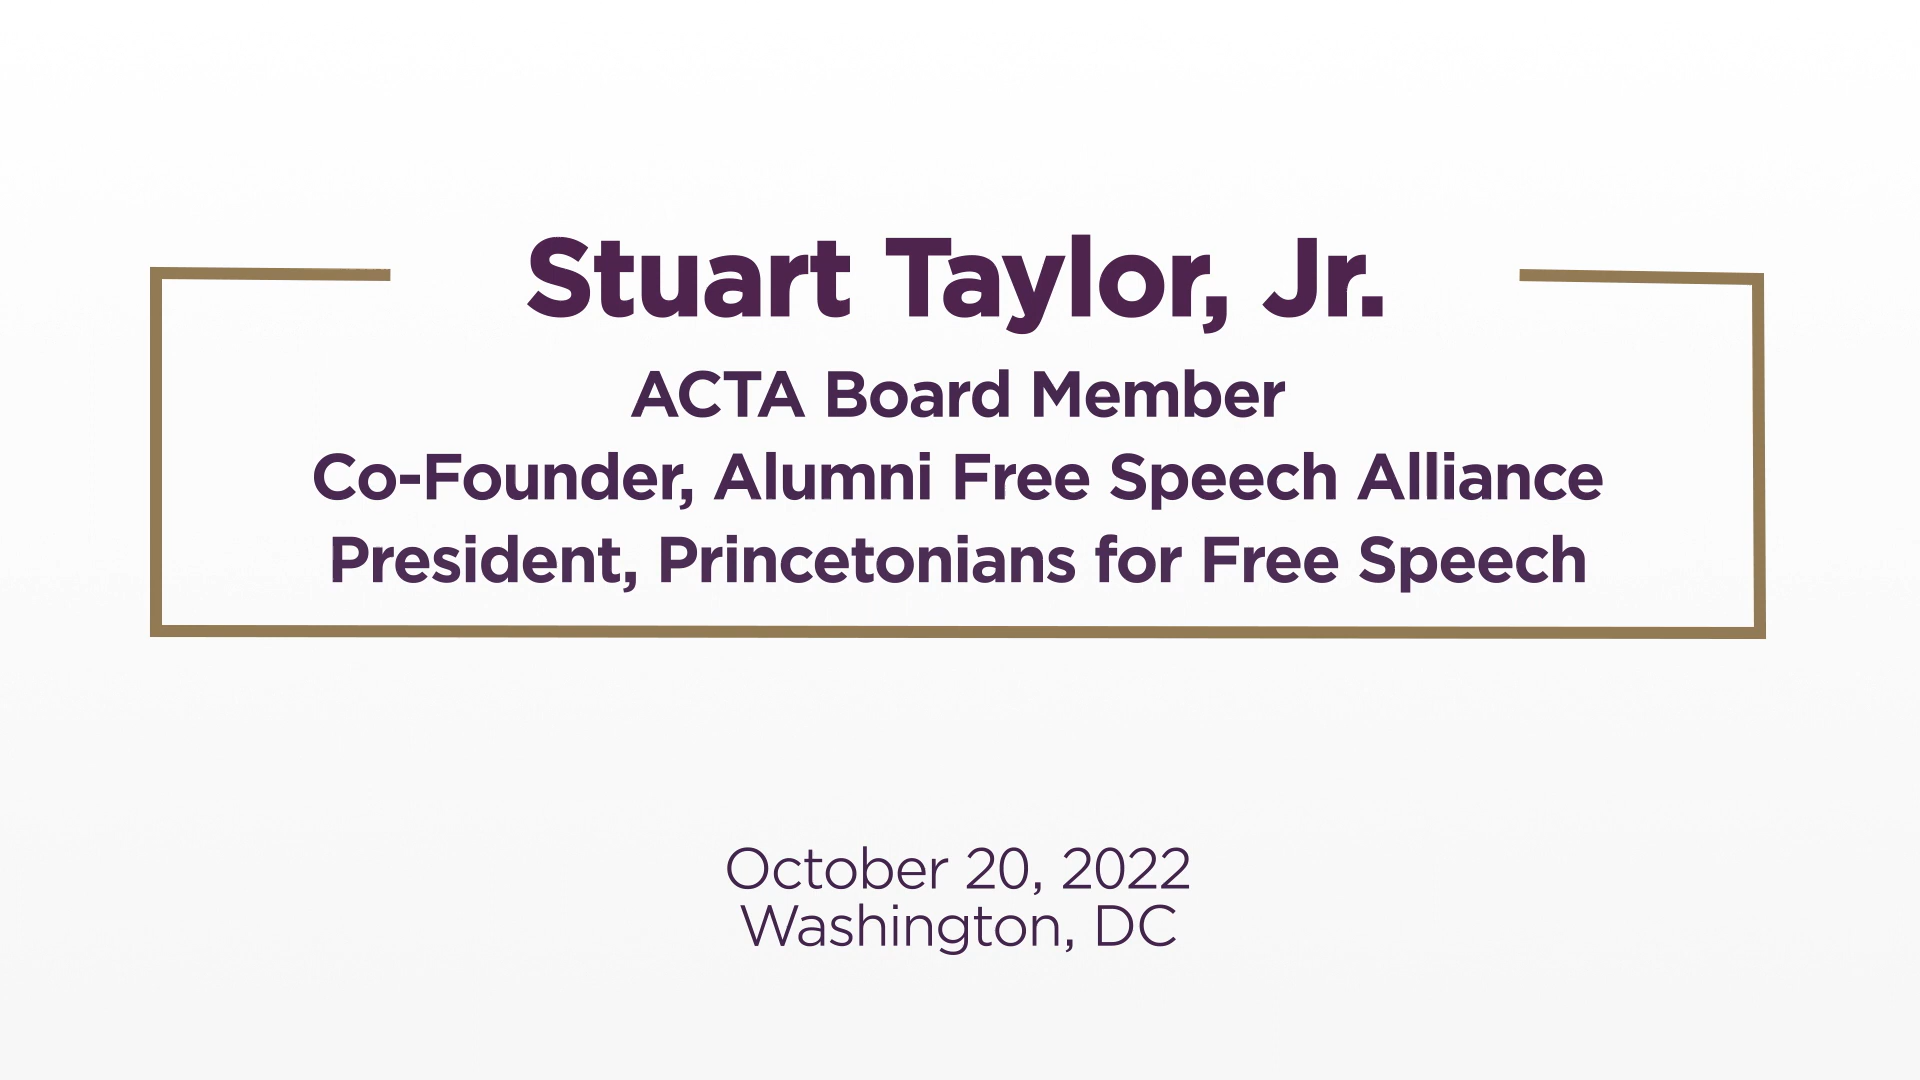 Stuart Taylor, Jr.
ACTA Board Member
Co-Founder, Alumni Free Speech Alliance
President, Princetonians for Free Speech
October 20, 2022
Washington, DC